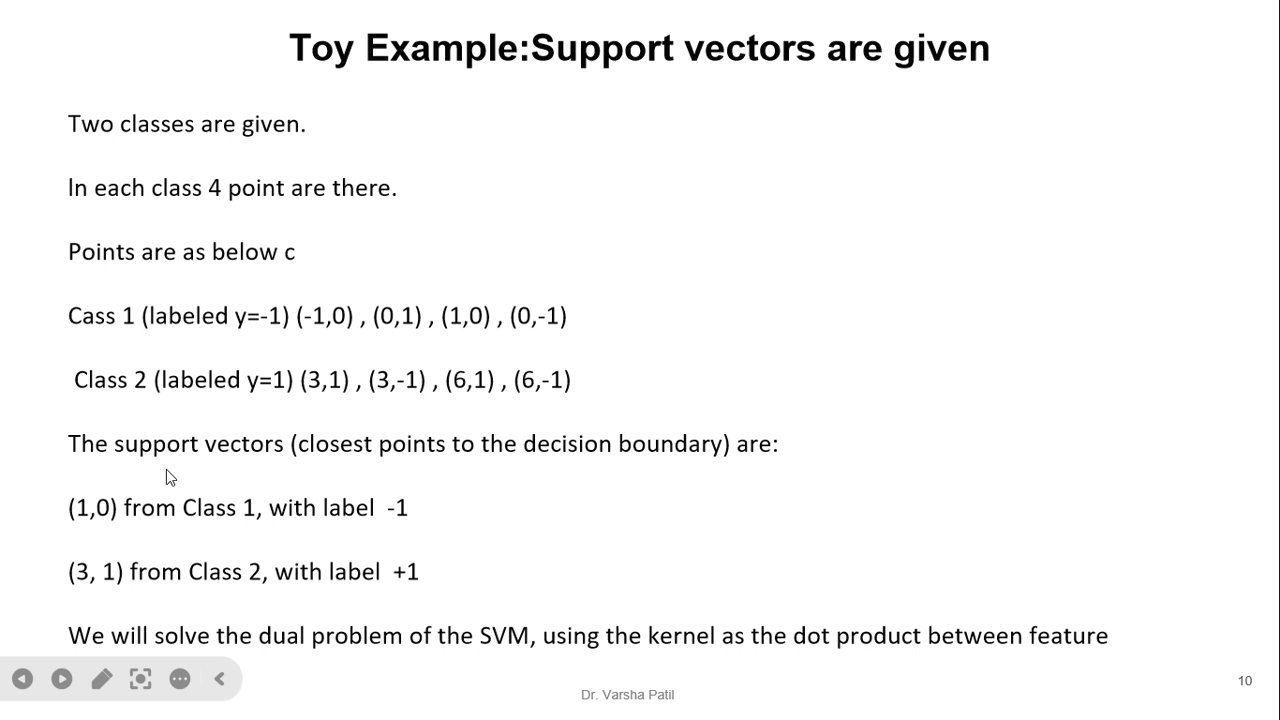 Toy Example:Support vectors are given
Two classes are given.
In each class 4 point are there.
Points are as below c
Cass 1 (labeled y=-1) (-1,0) , (0,1) , (1,0) , (0,-1)
Class 2 (labeled y=1) (3,1) , (3,-1) , (6,1) , (6,-1)
The support vectors (closest points to the decision boundary) are:
(1,0) from Class 1, with label -1
(3, 1) from Class 2, with label +1
We will solve the dual problem of the SVM, using the kernel as the dot product between feature
10
Dr. Varsha Patil